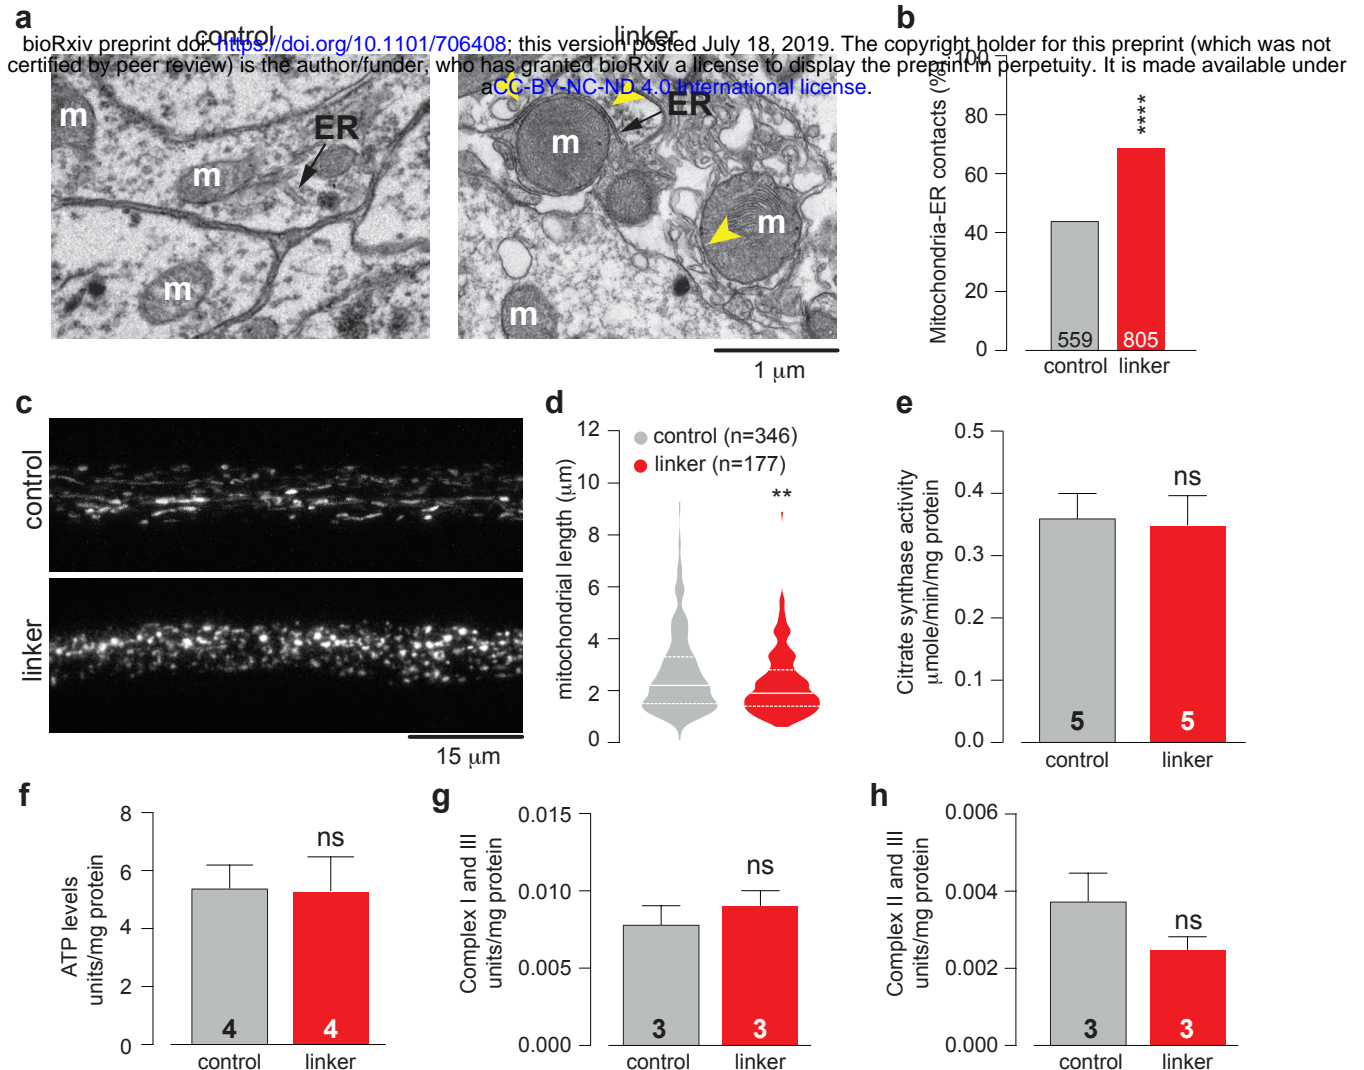 a
control
linker
b
bioRxiv preprint doi: https://doi.org/10.1101/706408; this version posted July 18, 2019. The copyright holder for this preprint (which was not
certified by peer review) is the author/funder, who has granted bioRxiv a license to display the preprint in perpetuity. It is made available under
aCC-BY-NC-ND 4.0 International license.
m
m
m
ER
m
m
m
ER
1 μm
Mitochondria-ER contacts (%)
100
80
60
40
20
0
****
559
805
control
linker
c
control
linker
15 μm
d
mitochondrial length (μm)
12
10
8
6
4
2
0
control (n=346)
linker (n=177)
**
e
Citrate synthase activity
μmole/min/mg protein
0.5
0.4
0.3
0.2
0.1
0.0
ns
5
5
control
linker
f
ATP levels
units/mg protein
8
6
4
2
0
ns
4
4
control
linker
g
Complex I and III
units/mg protein
0.015
0.010
0.005
0.000
ns
3
3
control
linker
h
Complex II and III
units/mg protein
0.006
0.004
0.002
0.000
ns
3
3
control
linker